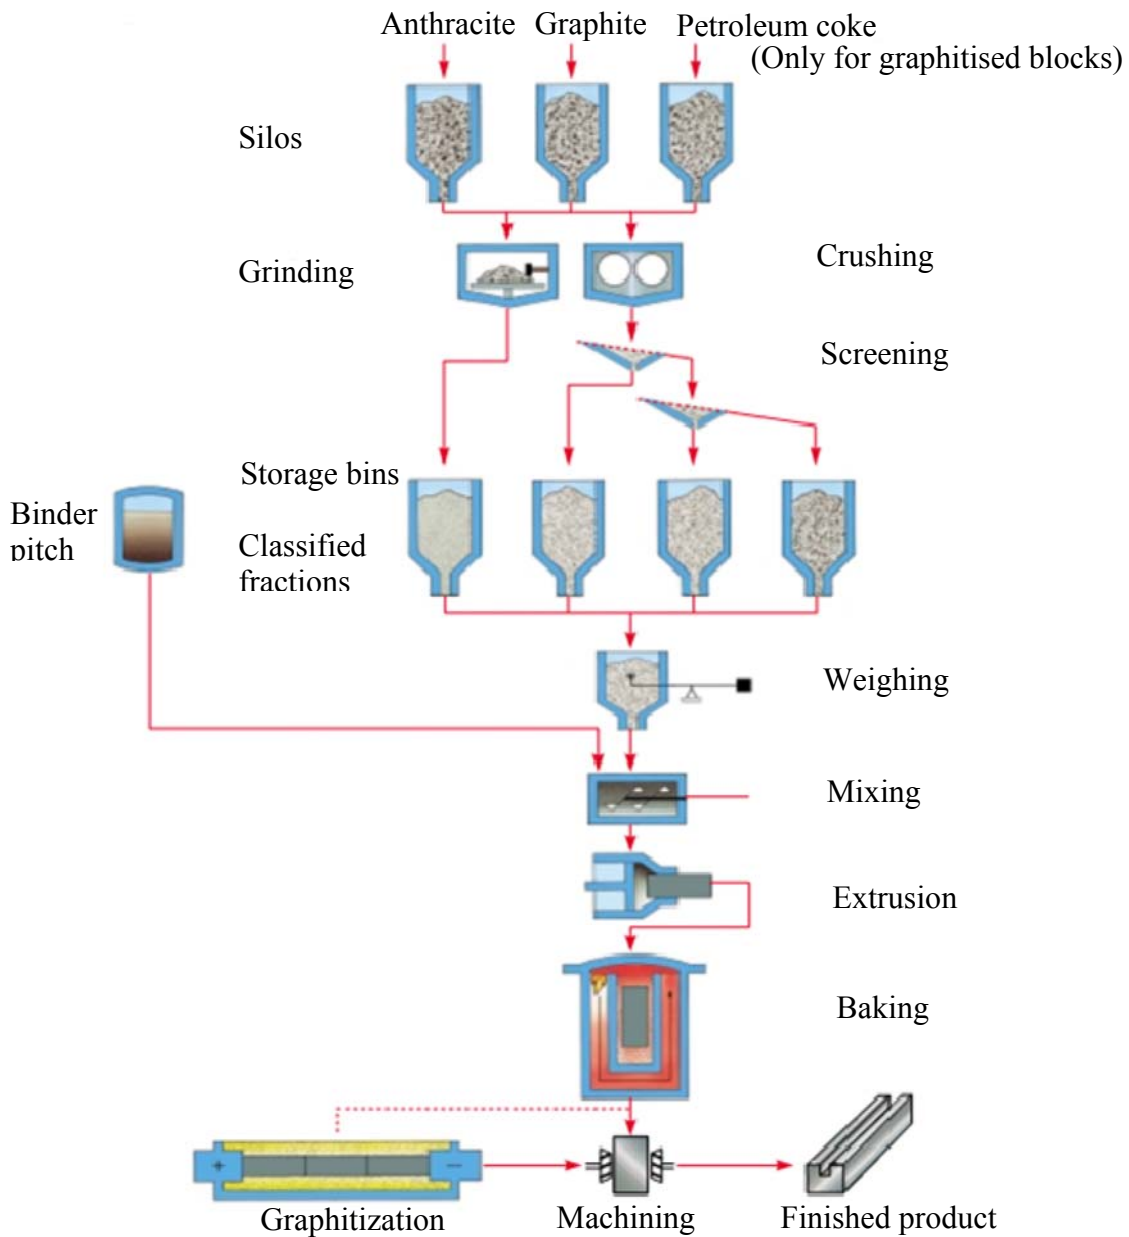 Anthracite Graphite Petroleum coke
(Only for graphitised blocks)
Silos
Grinding
Crushing
Screening
Storage bins
Binder
pitch
Classified
fractions
Weighing
Mixing
Extrusion
Baking
+
−
Graphitization
Machining
Finished product